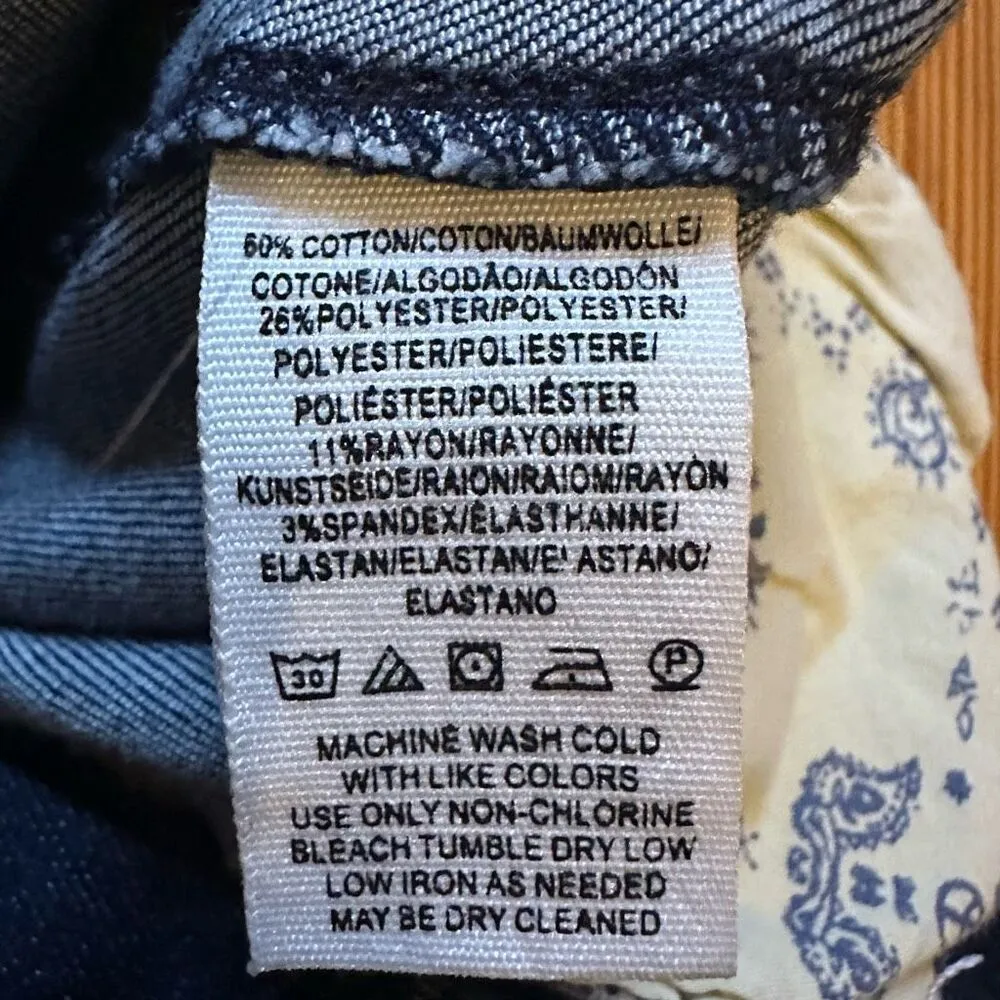 60% COTTON/COTON/BAUMWOLLE/
COTONE/ALGODÃO/ALGODÓN
26%POLYESTER/POLYESTER/
POLYESTER/POLIESTERE/
POLIÉSTER/POLIÉSTER
11%RAYON/RAYONNE/
KUNSTSEIDE/RAION/RAIOM/RAYÓN
3%SPANDEX/ÉLASTHANNE/
ELASTAN/ELASTAN/E'ASTANO/
ELASTANO
30
P
MACHINE WASH COLD
WITH LIKE COLORS
USE ONLY NON-CHLORINE
BLEACH TUMBLE DRY LOW
LOW IRON AS NEEDED
MAY BE DRY CLEANED